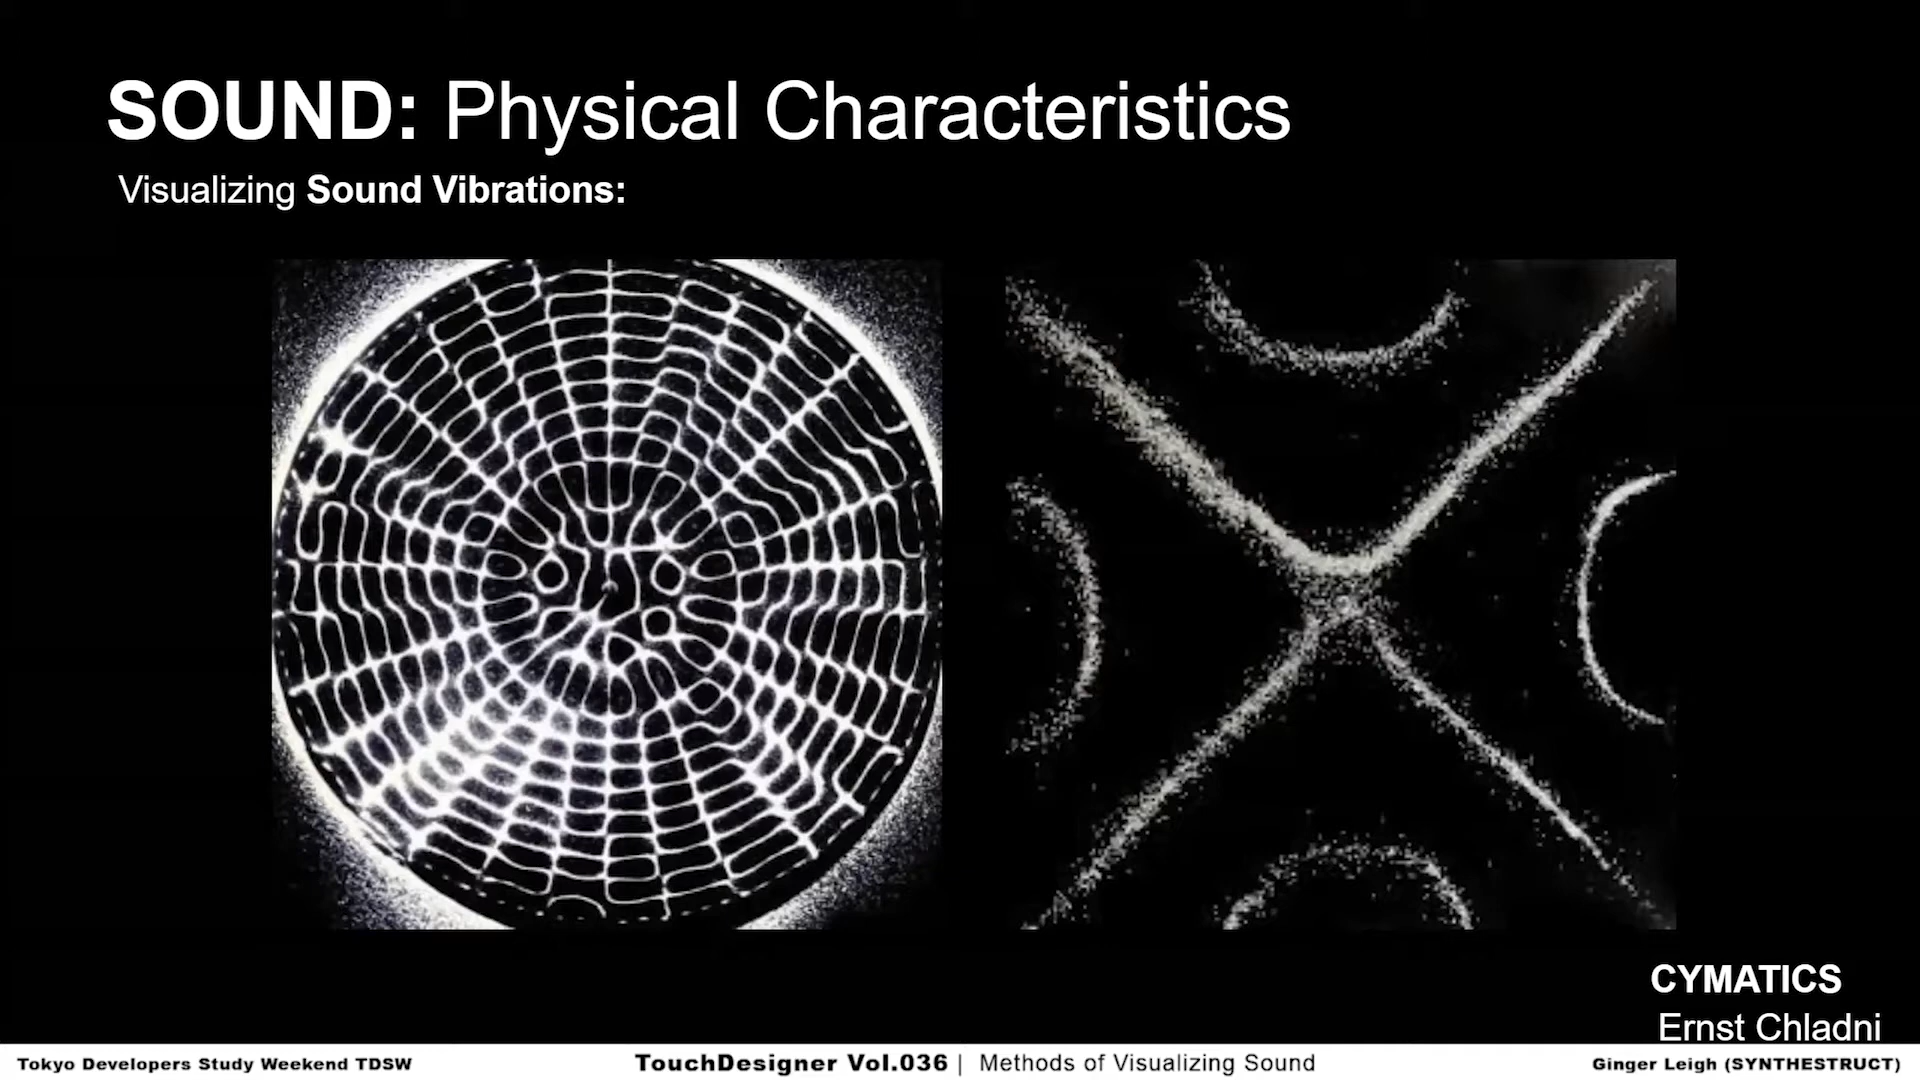 SOUND: Physical Characteristics
Visualizing Sound Vibrations:
CYMATICS
Ernst Chladni
Tokyo Developers Study Weekend TDSW
TouchDesigner Vol.036 | Methods of Visualizing Sound
Ginger Leigh (SYNTHESTRUCT)